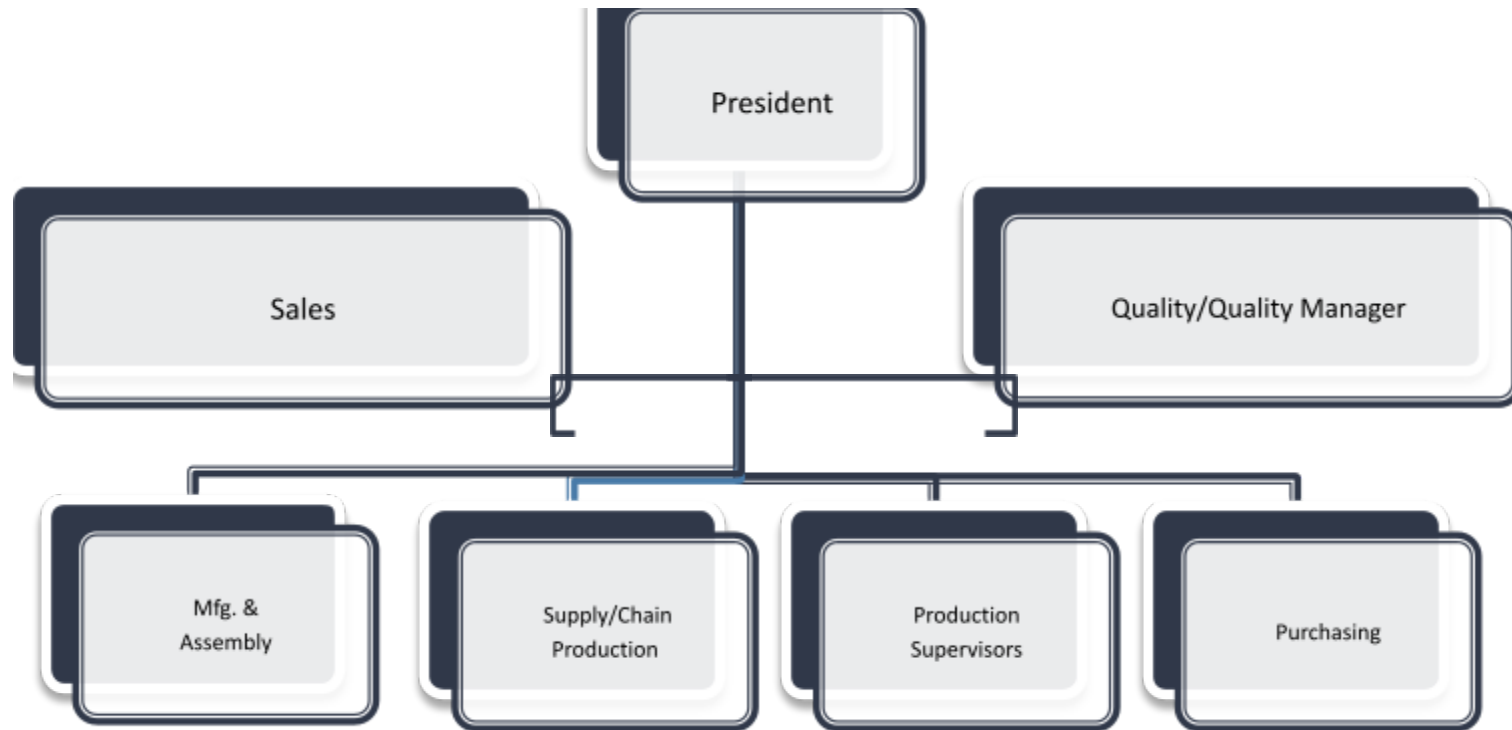 President
Sales
Quality/Quality Manager
Mfg. &
Assembly
Supply/Chain
Production
Production
Supervisors
Purchasing